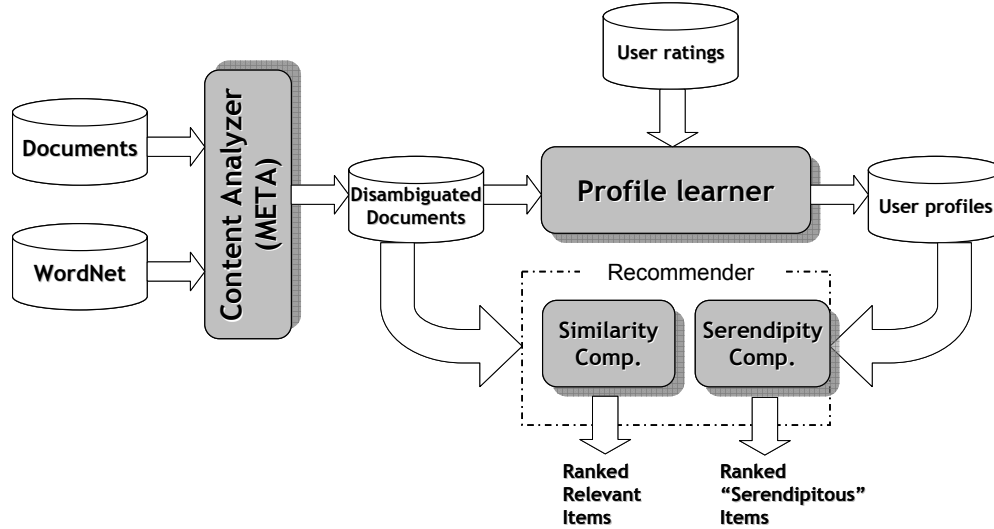 User ratings
Documents
WordNet
Content Analyzer
(META)
Disambiguated
Documents
Profile learner
User profiles
Recommender
Similarity
Comp.
Serendipity
Comp.
Ranked
Relevant
Items
Ranked
“Serendipitous”
Items